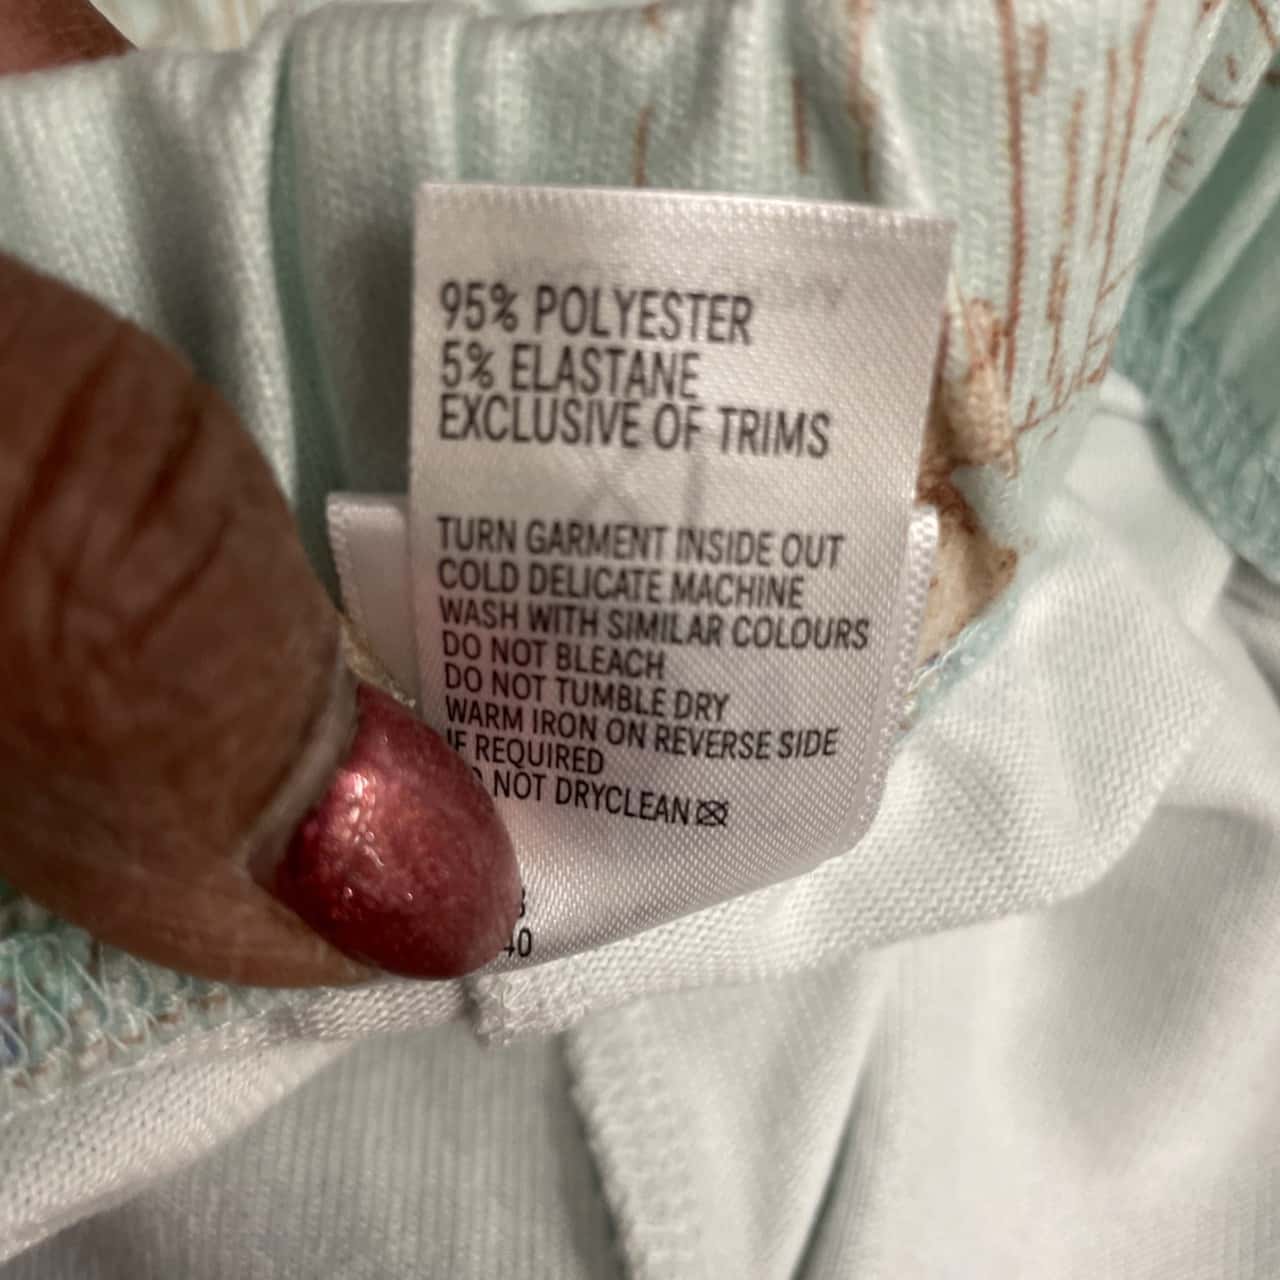 95% POLYESTER
5% ELASTANE
EXCLUSIVE OF TRIMS
TURN GARMENT INSIDE OUT
COLD DELICATE MACHINE
WASH WITH SIMILAR COLOURS
DO NOT BLEACH
DO NOT TUMBLE DRY
WARM IRON ON REVERSE SIDE
IF REQUIRED
NOT DRYCLEAN